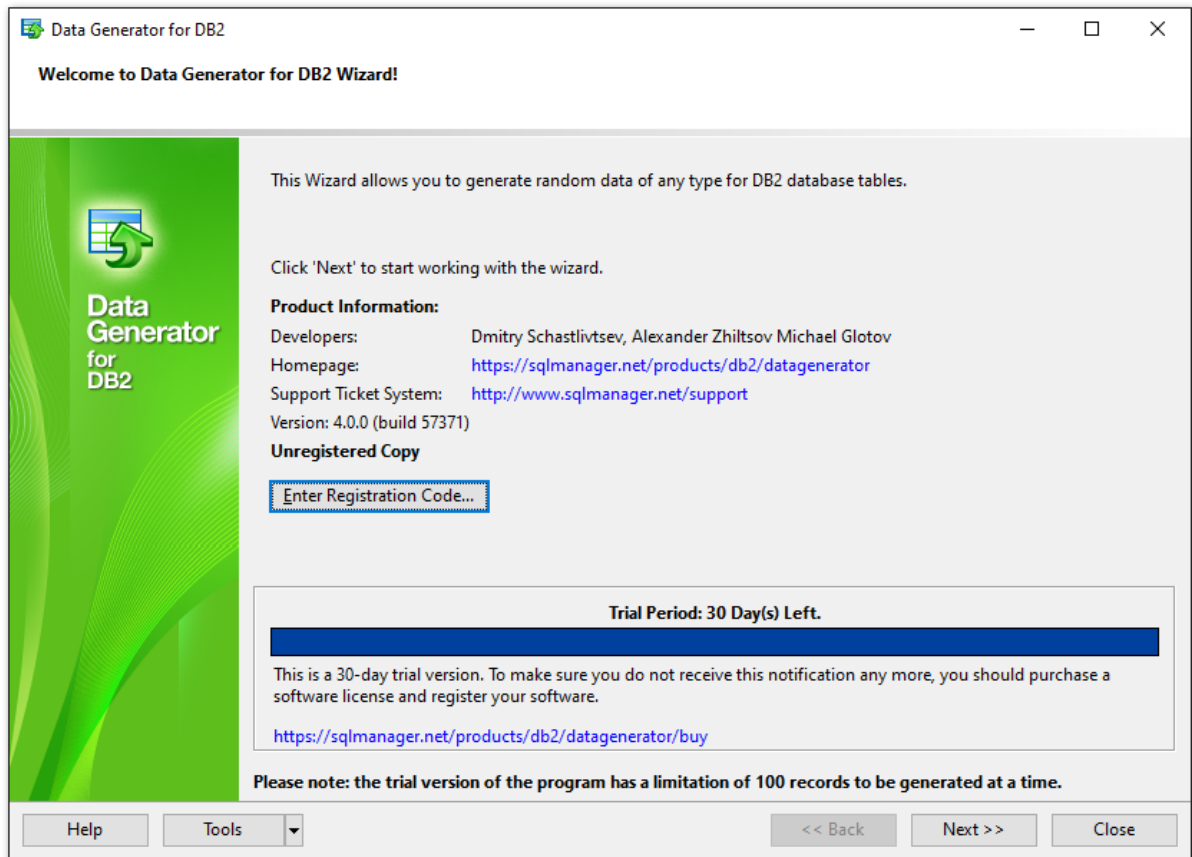 Data Generator for DB2
Welcome to Data Generator for DB2 Wizard!
Data
Generator
for
DB2
This Wizard allows you to generate random data of any type for DB2 database tables.
Click 'Next' to start working with the wizard.
Product Information:
Developers: Dmitry Schastlivtsev, Alexander Zhiltsov Michael Glotov
Homepage: https://sqlmanager.net/products/db2/datagenerator
Support Ticket System: http://www.sqlmanager.net/support
Version: 4.0.0 (build 57371)
Unregistered Copy
Enter Registration Code...
Trial Period: 30 Day(s) Left.
This is a 30-day trial version. To make sure you do not receive this notification any more, you should purchase a
software license and register your software.
https://sqlmanager.net/products/db2/datagenerator/buy
Please note: the trial version of the program has a limitation of 100 records to be generated at a time.
Help Tools << Back Next >> Close